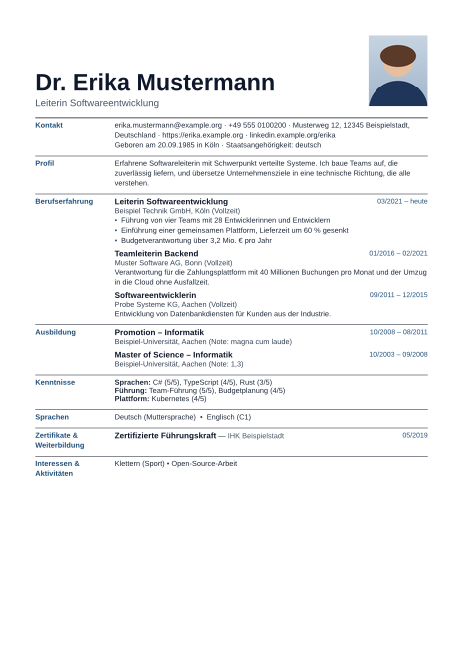 Dr. Erika Mustermann
Leiterin Softwareentwicklung
Kontakt
erika.mustermann@example.org · +49 555 0100200 · Musterweg 12, 12345 Beispielstadt,
Deutschland · https://erika.example.org · linkedin.example.org/erika
Geboren am 20.09.1985 in Köln · Staatsangehörigkeit: deutsch
Profil
Erfahrene Softwareleiterin mit Schwerpunkt verteilte Systeme. Ich baue Teams auf, die
zuverlässig liefern, und übersetze Unternehmensziele in eine technische Richtung, die alle
verstehen.
Berufserfahrung
Leiterin Softwareentwicklung 03/2021 – heute
Beispiel Technik GmbH, Köln (Vollzeit)
• Führung von vier Teams mit 28 Entwicklerinnen und Entwicklern
• Einführung einer gemeinsamen Plattform, Lieferzeit um 60 % gesenkt
• Budgetverantwortung über 3,2 Mio. € pro Jahr
Teamleiterin Backend 01/2016 – 02/2021
Muster Software AG, Bonn (Vollzeit)
Verantwortung für die Zahlungsplattform mit 40 Millionen Buchungen pro Monat und der Umzug
in die Cloud ohne Ausfallzeit.
Softwareentwicklerin 09/2011 – 12/2015
Probe Systeme KG, Aachen (Vollzeit)
Entwicklung von Datenbankdiensten für Kunden aus der Industrie.
Ausbildung
Promotion – Informatik 10/2008 – 08/2011
Beispiel-Universität, Aachen (Note: magna cum laude)
Master of Science – Informatik 10/2003 – 09/2008
Beispiel-Universität, Aachen (Note: 1,3)
Kenntnisse
Sprachen: C# (5/5), TypeScript (4/5), Rust (3/5)
Führung: Team-Führung (5/5), Budgetplanung (4/5)
Plattform: Kubernetes (4/5)
Sprachen
Deutsch (Muttersprache) • Englisch (C1)
Zertifikate &
Weiterbildung
Zertifizierte Führungskraft — IHK Beispielstadt 05/2019
Interessen &
Aktivitäten
Klettern (Sport) • Open-Source-Arbeit